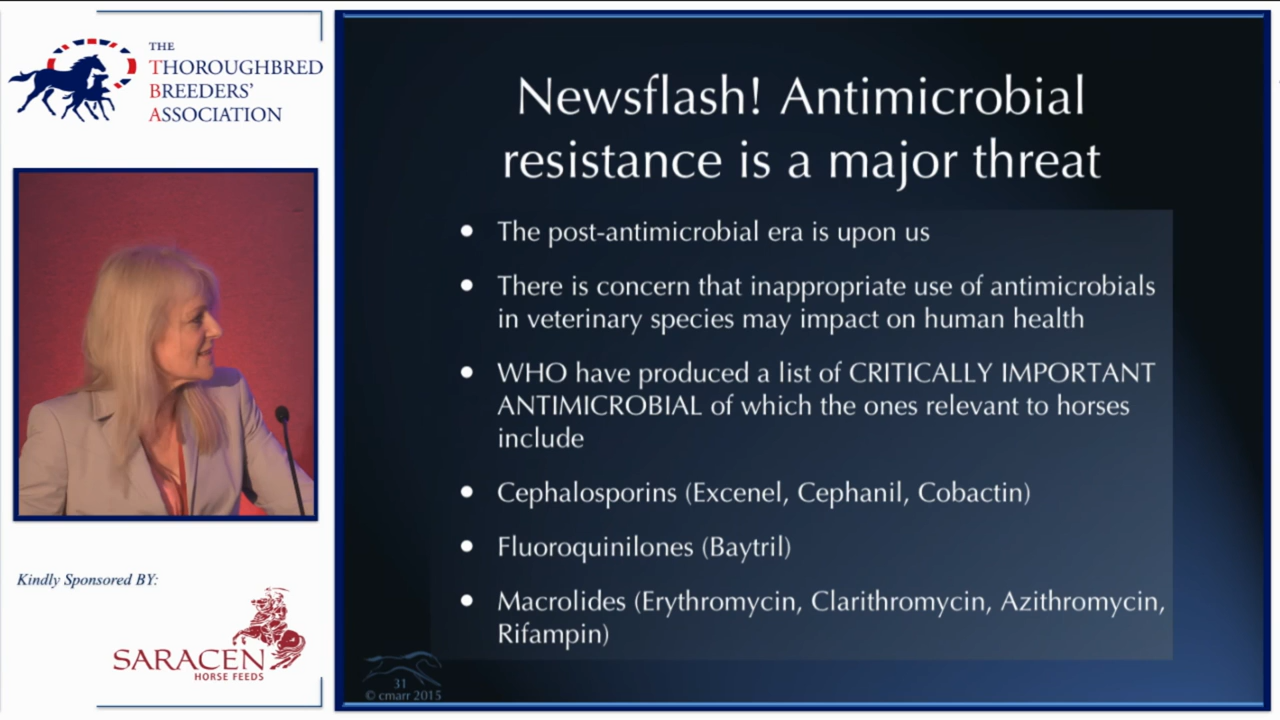 THE
THOROUGHBRED
BREEDERS'
ASSOCIATION
Kindly Sponsored BY:
SARACEN
HORSE FEEDS
Newsflash! Antimicrobial
resistance is a major threat
• The post-antimicrobial era is upon us
• There is concern that inappropriate use of antimicrobials
in veterinary species may impact on human health
• WHO have produced a list of CRITICALLY IMPORTANT
ANTIMICROBIAL of which the ones relevant to horses
include
• Cephalosporins (Excenel, Cephanil, Cobactin)
• Fluoroquinilones (Baytril)
• Macrolides (Erythromycin, Clarithromycin, Azithromycin,
Rifampin)
31
© cmarr 2015